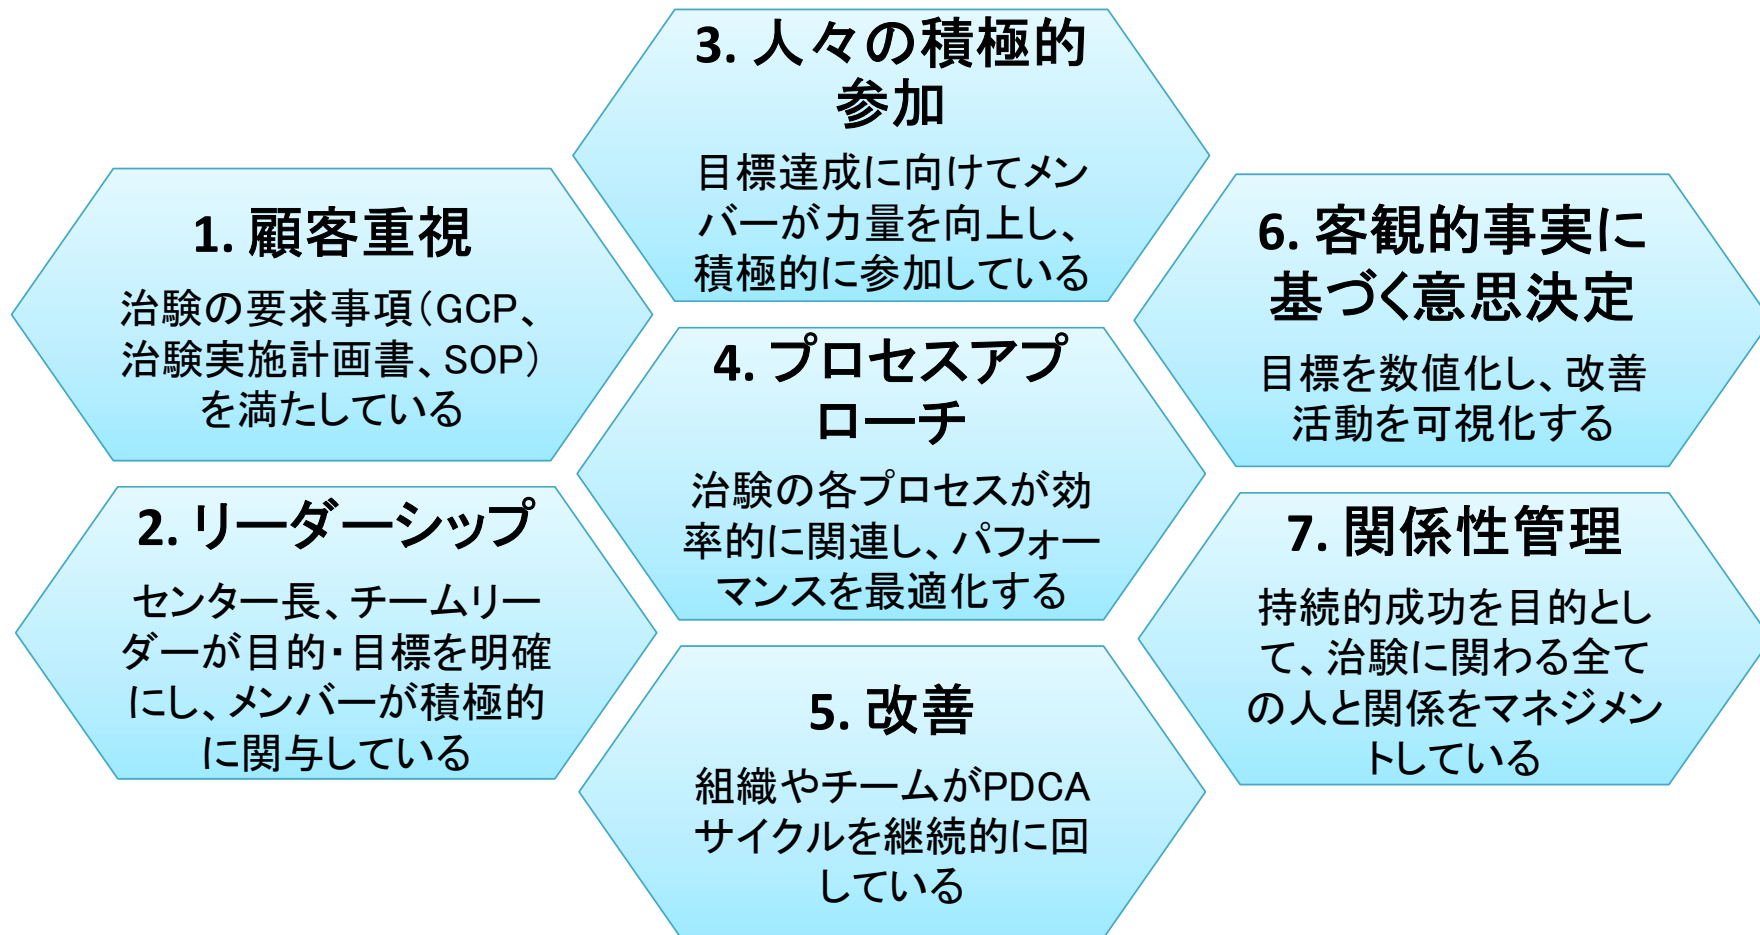 1. 顧客重視
治験の要求事項（GCP、
治験実施計画書、SOP）
を満たしている
2. リーダーシップ
センター長、チームリー
ダーが目的・目標を明確
にし、メンバーが積極的
に関与している
3. 人々の積極的
参加
目標達成に向けてメン
バーが力量を向上し、
積極的に参加している
4. プロセスアプ
ローチ
治験の各プロセスが効
率的に関連し、パフォー
マンスを最適化する
5. 改善
組織やチームがPDCA
サイクルを継続的に回
している
6. 客観的事実に
基づく意思決定
目標を数値化し、改善
活動を可視化する
7. 関係性管理
持続的成功を目的とし
て、治験に関わる全て
の人と関係をマネジメン
トしている